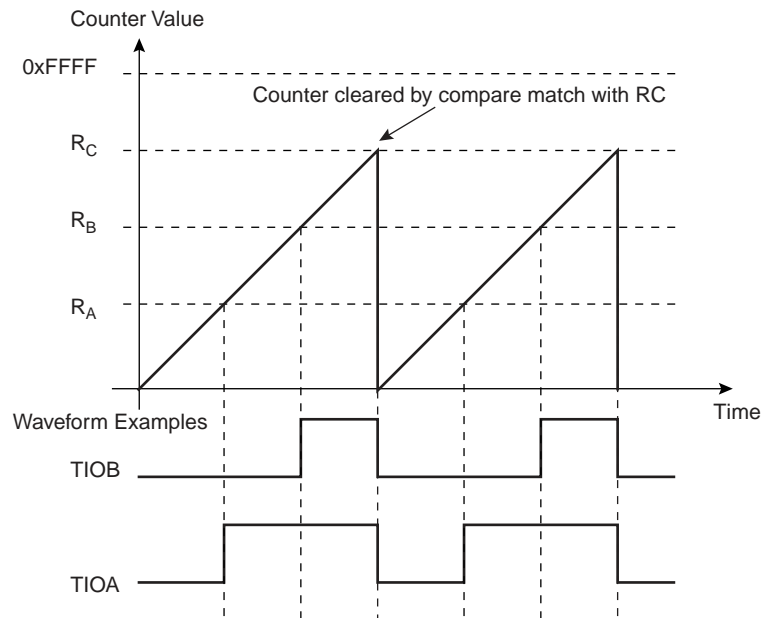 Counter Value
0xFFFF
Counter cleared by compare match with RC
RC
RB
RA
Time
Waveform Examples
TIOB
TIOA